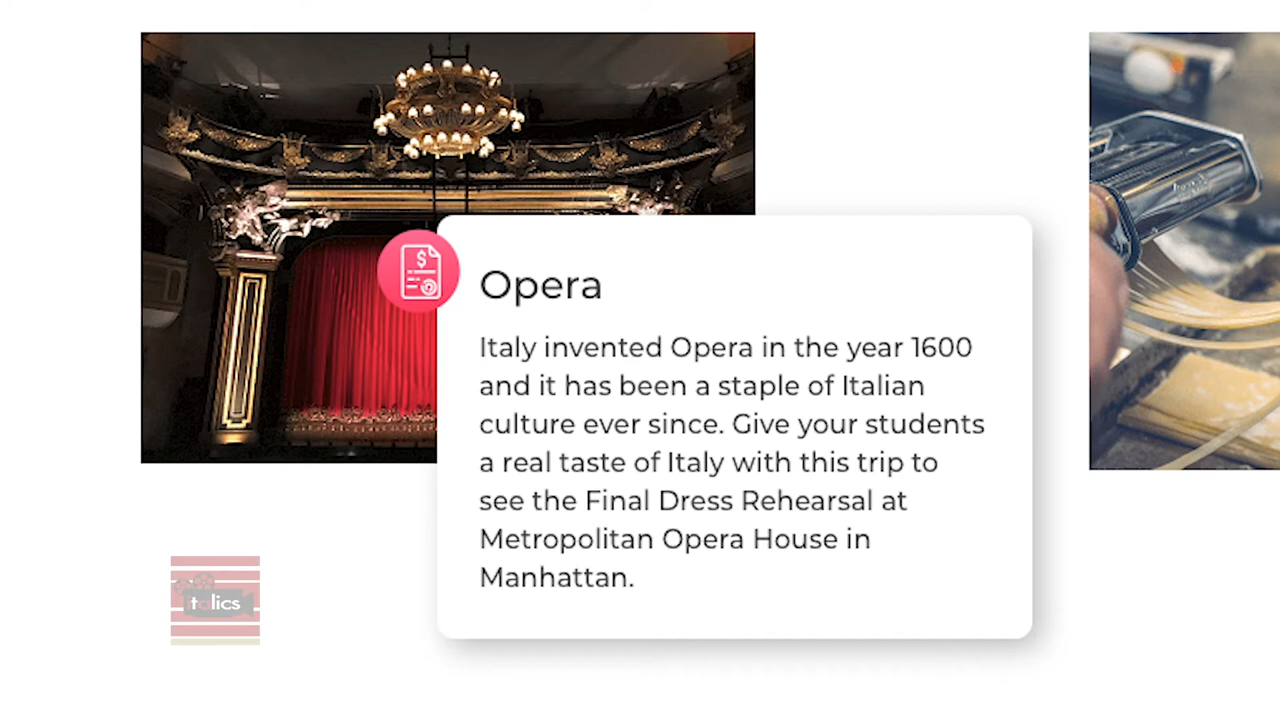 Opera
Italy invented Opera in the year 1600
and it has been a staple of Italian
culture ever since. Give your students
a real taste of Italy with this trip to
see the Final Dress Rehearsal at
Metropolitan Opera House in
Manhattan.
italics